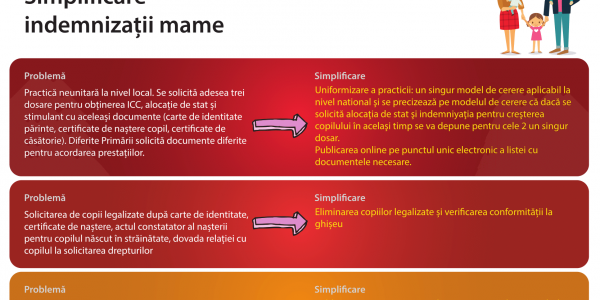 Simplificare
indemnizații mame
Problemă
Practică neunitară la nivel local. Se solicită adesea trei
dosare pentru obținerea ICC, alocație de stat și
stimulant cu aceleași documente (carte de identitate
părinte, certificate de naștere copil, certificate de
căsătorie). Diferite Primării solicită documente diferite
pentru acordarea prestațiilor.
Simplificare
Uniformizare a practicii: un singur model de cerere aplicabil la
nivel national și se precizează pe modelul de cerere că dacă se
solicită alocația de stat și indemniyația pentru creșterea
copilului în același timp se va depune pentru cele 2 un singur
dosar.
Publicarea online pe punctul unic electronic a listei cu
documentele necesare.
Problemă
Solicitarea de copii legalizate după carte de identitate,
certificate de naștere, actul constatator al nașterii
pentru copilul născut în străinătate, dovada relației cu
copilul la solicitarea drepturilor
Simplificare
Eliminarea copiilor legalizate și verificarea conformității la
ghișeu
Problemă
Simplificare